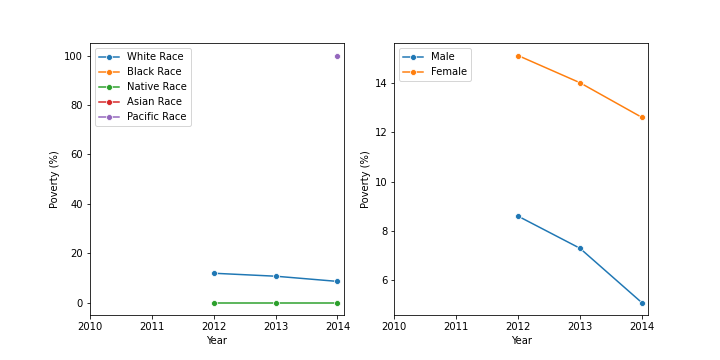 White Race
Black Race
Native Race
Asian Race
Pacific Race
100
80
60
40
20
0
Poverty (%)
2010 2011 2012 2013 2014
Year
Male
Female
14
12
10
8
6
Poverty (%)
2010 2011 2012 2013 2014
Year